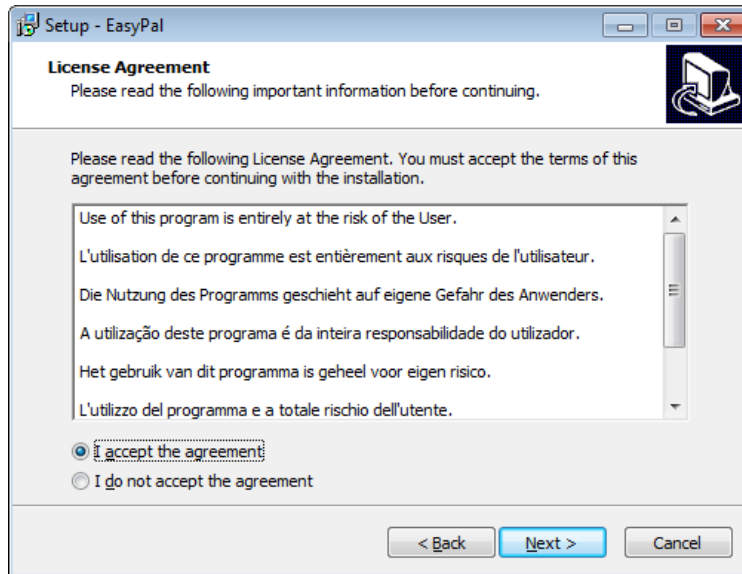 Setup - EasyPal
License Agreement
Please read the following important information before continuing.
Please read the following License Agreement. You must accept the terms of this
agreement before continuing with the installation.
Use of this program is entirely at the risk of the User.
L'utilisation de ce programme est entièrement aux risques de l'utilisateur.
Die Nutzung des Programms geschieht auf eigene Gefahr des Anwenders.
A utilização deste programa é da inteira responsabilidade do utilizador.
Het gebruik van dit programma is geheel voor eigen risico.
L'utilizzo del programma e a totale rischio dell'utente.
I accept the agreement
I do not accept the agreement
< Back Next > Cancel